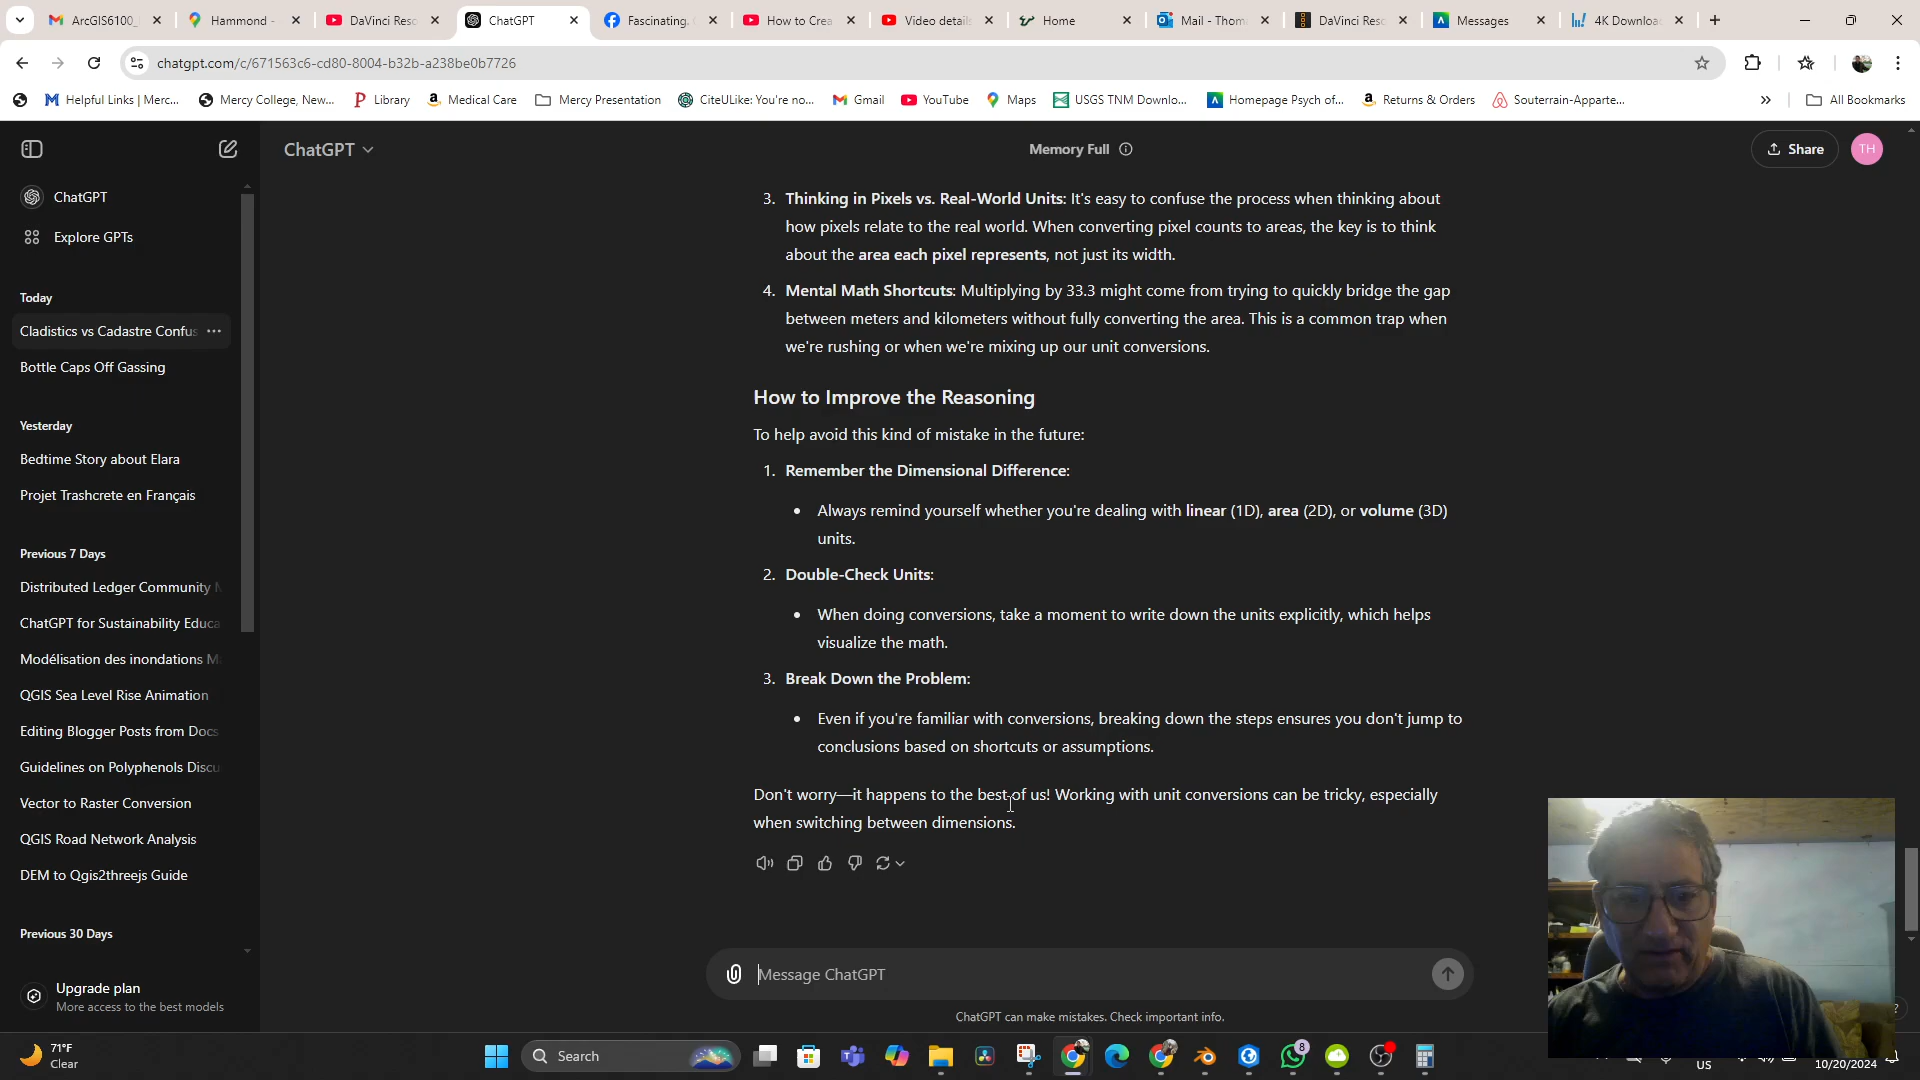 ArcGIS6100_
Hammond -
DaVinci Reso
ChatGPT
Fascinating.
How to Crea
Video details
Home
Mail - Thom
DaVinci Reso
Messages
4K Downloa
chatgpt.com/c/671563c6-cd80-8004-b32b-a238be0b7726
Helpful Links | Merc...
Mercy College, New...
Library
Medical Care
Mercy Presentation
CiteULike: You're no...
Gmail
YouTube
Maps
USGS TNM Downlo...
Homepage Psych of...
Returns & Orders
Souterrain-Apparte...
All Bookmarks
ChatGPT
Memory Full
Share
TH
ChatGPT
Explore GPTs
Today
Cladistics vs Cadastre Confus
Bottle Caps Off Gassing
Yesterday
Bedtime Story about Elara
Projet Trashcrete en Français
Previous 7 Days
Distributed Ledger Community M
ChatGPT for Sustainability Educa
Modélisation des inondations M
QGIS Sea Level Rise Animation
Editing Blogger Posts from Docs
Guidelines on Polyphenols Discu
Vector to Raster Conversion
QGIS Road Network Analysis
DEM to Qgis2threejs Guide
Previous 30 Days
Upgrade plan
More access to the best models
3. Thinking in Pixels vs. Real-World Units: It's easy to confuse the process when thinking about
how pixels relate to the real world. When converting pixel counts to areas, the key is to think
about the area each pixel represents, not just its width.
4. Mental Math Shortcuts: Multiplying by 33.3 might come from trying to quickly bridge the gap
between meters and kilometers without fully converting the area. This is a common trap when
we're rushing or when we're mixing up our unit conversions.
How to Improve the Reasoning
To help avoid this kind of mistake in the future:
1. Remember the Dimensional Difference:
• Always remind yourself whether you're dealing with linear (1D), area (2D), or volume (3D)
units.
2. Double-Check Units:
• When doing conversions, take a moment to write down the units explicitly, which helps
visualize the math.
3. Break Down the Problem:
• Even if you're familiar with conversions, breaking down the steps ensures you don't jump to
conclusions based on shortcuts or assumptions.
Don't worry—it happens to the best of us! Working with unit conversions can be tricky, especially
when switching between dimensions.
Message ChatGPT
ChatGPT can make mistakes. Check important info.
?
71°F
Clear
Search
8
US
10/20/2024